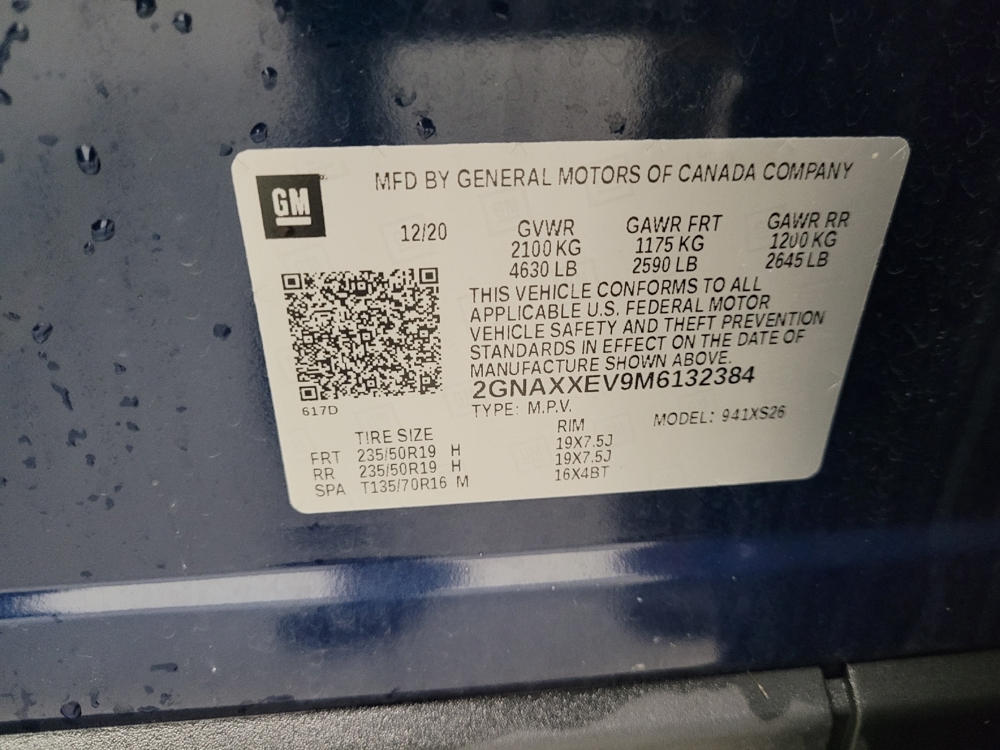 GM
MFD BY GENERAL MOTORS OF CANADA COMPANY
12/20
GVWR GAWR FRT GAWR RR
2100 KG 1175 KG 1200 KG
4630 LB 2590 LB 2645 LB
THIS VEHICLE CONFORMS TO ALL
APPLICABLE U.S. FEDERAL MOTOR
VEHICLE SAFETY AND THEFT PREVENTION
STANDARDS IN EFFECT ON THE DATE OF
MANUFACTURE SHOWN ABOVE.
2GNAXXEV9M6132384
617D
TYPE: M.P.V. MODEL: 941XS26
TIRE SIZE RIM
FRT 235/50R19 H 19X7.5J
RR 235/50R19 H 19X7.5J
SPA T135/70R16 M 16X4BT